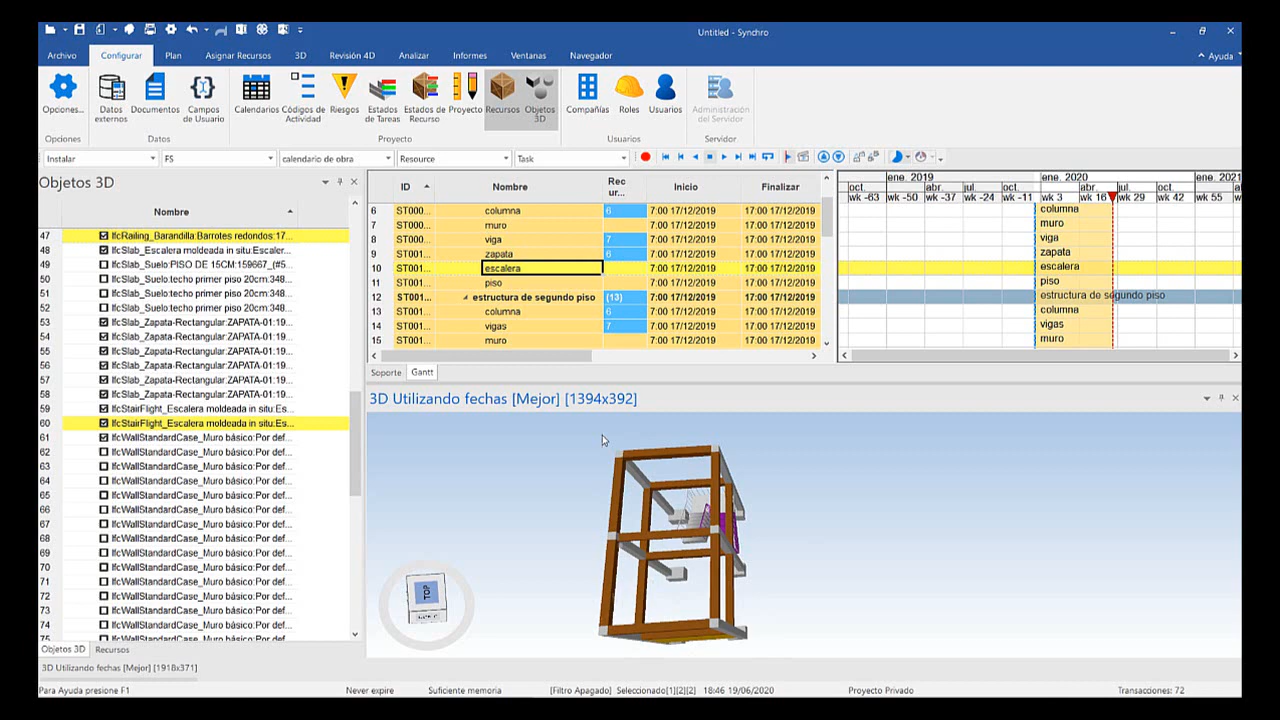 Untitled - Synchro
Archivo Configurar Plan Asignar Recursos 3D Revisión 4D Analizar Informes Ventanas Navegador Ayuda
Opciones... Datos externos Documentos Campos de Usuario Calendarios Códigos de Actividad Riesgos Estados de Tareas Estados de Recurso Proyecto Recursos Objetos 3D Compañías Roles Usuarios Administración del Servidor
Opciones Datos Proyecto Usuarios Servidor
Instalar FS calendario de obra Resource Task
Objetos 3D
Nombre
47 IfcRailing_Barandilla:Barrotes redondos:17...
48 IfcSlab_Escalera moldeada in situ:Escaler...
49 IfcSlab_Suelo:PISO DE 15CM:159667_(#5...
50 IfcSlab_Suelo:techo primer piso 20cm:348...
51 IfcSlab_Suelo:techo primer piso 20cm:348...
52 IfcSlab_Suelo:techo primer piso 20cm:348...
53 IfcSlab_Zapata-Rectangular:ZAPATA-01:19...
54 IfcSlab_Zapata-Rectangular:ZAPATA-01:19...
55 IfcSlab_Zapata-Rectangular:ZAPATA-01:19...
56 IfcSlab_Zapata-Rectangular:ZAPATA-01:19...
57 IfcSlab_Zapata-Rectangular:ZAPATA-01:19...
58 IfcSlab_Zapata-Rectangular:ZAPATA-01:19...
59 IfcStairFlight_Escalera moldeada in situ:Es...
60 IfcStairFlight_Escalera moldeada in situ:Es...
61 IfcWallStandardCase_Muro básico:Por def...
62 IfcWallStandardCase_Muro básico:Por def...
63 IfcWallStandardCase_Muro básico:Por def...
64 IfcWallStandardCase_Muro básico:Por def...
65 IfcWallStandardCase_Muro básico:Por def...
66 IfcWallStandardCase_Muro básico:Por def...
67 IfcWallStandardCase_Muro básico:Por def...
68 IfcWallStandardCase_Muro básico:Por def...
69 IfcWallStandardCase_Muro básico:Por def...
70 IfcWallStandardCase_Muro básico:Por def...
71 IfcWallStandardCase_Muro básico:Por def...
72 IfcWallStandardCase_Muro básico:Por def...
73 IfcWallStandardCase_Muro básico:Por def...
74 IfcWallStandardCase_Muro básico:Por def...
75 IfcWallStandardCase_Muro básico:Por def...
Objetos 3D Recursos
3D Utilizando fechas [Mejor] [1918x371]
ID Nombre Recur... Inicio Finalizar
6 ST000... columna 6 7:00 17/12/2019 17:00 17/12/2019
7 ST000... muro 7:00 17/12/2019 17:00 17/12/2019
8 ST000... viga 7 7:00 17/12/2019 17:00 17/12/2019
9 ST000... zapata 6 7:00 17/12/2019 17:00 17/12/2019
10 ST001... escalera 7:00 17/12/2019 17:00 17/12/2019
11 ST001... piso 7:00 17/12/2019 17:00 17/12/2019
12 ST001... estructura de segundo piso (13) 7:00 17/12/2019 17:00 17/12/2019
13 ST001... columna 6 7:00 17/12/2019 17:00 17/12/2019
14 ST001... vigas 7 7:00 17/12/2019 17:00 17/12/2019
15 ST001... muro 7:00 17/12/2019 17:00 17/12/2019
Soporte Gantt
ene. 2019 ene. 2020 ene. 2021
oct. abr. jul. oct. abr. jul. oct. abr.
wk -63 wk -50 wk -37 wk -24 wk -11 wk 3 wk 16 wk 29 wk 42 wk 55
columna
muro
viga
zapata
escalera
piso
estructura de segundo piso
columna
vigas
muro
3D Utilizando fechas [Mejor] [1394x392]
TOP
Para Ayuda presione F1 Never expire Suficiente memoria [Filtro Apagado] Seleccionado[1][2][2] 18:46 19/06/2020 Proyecto Privado Transacciones: 72